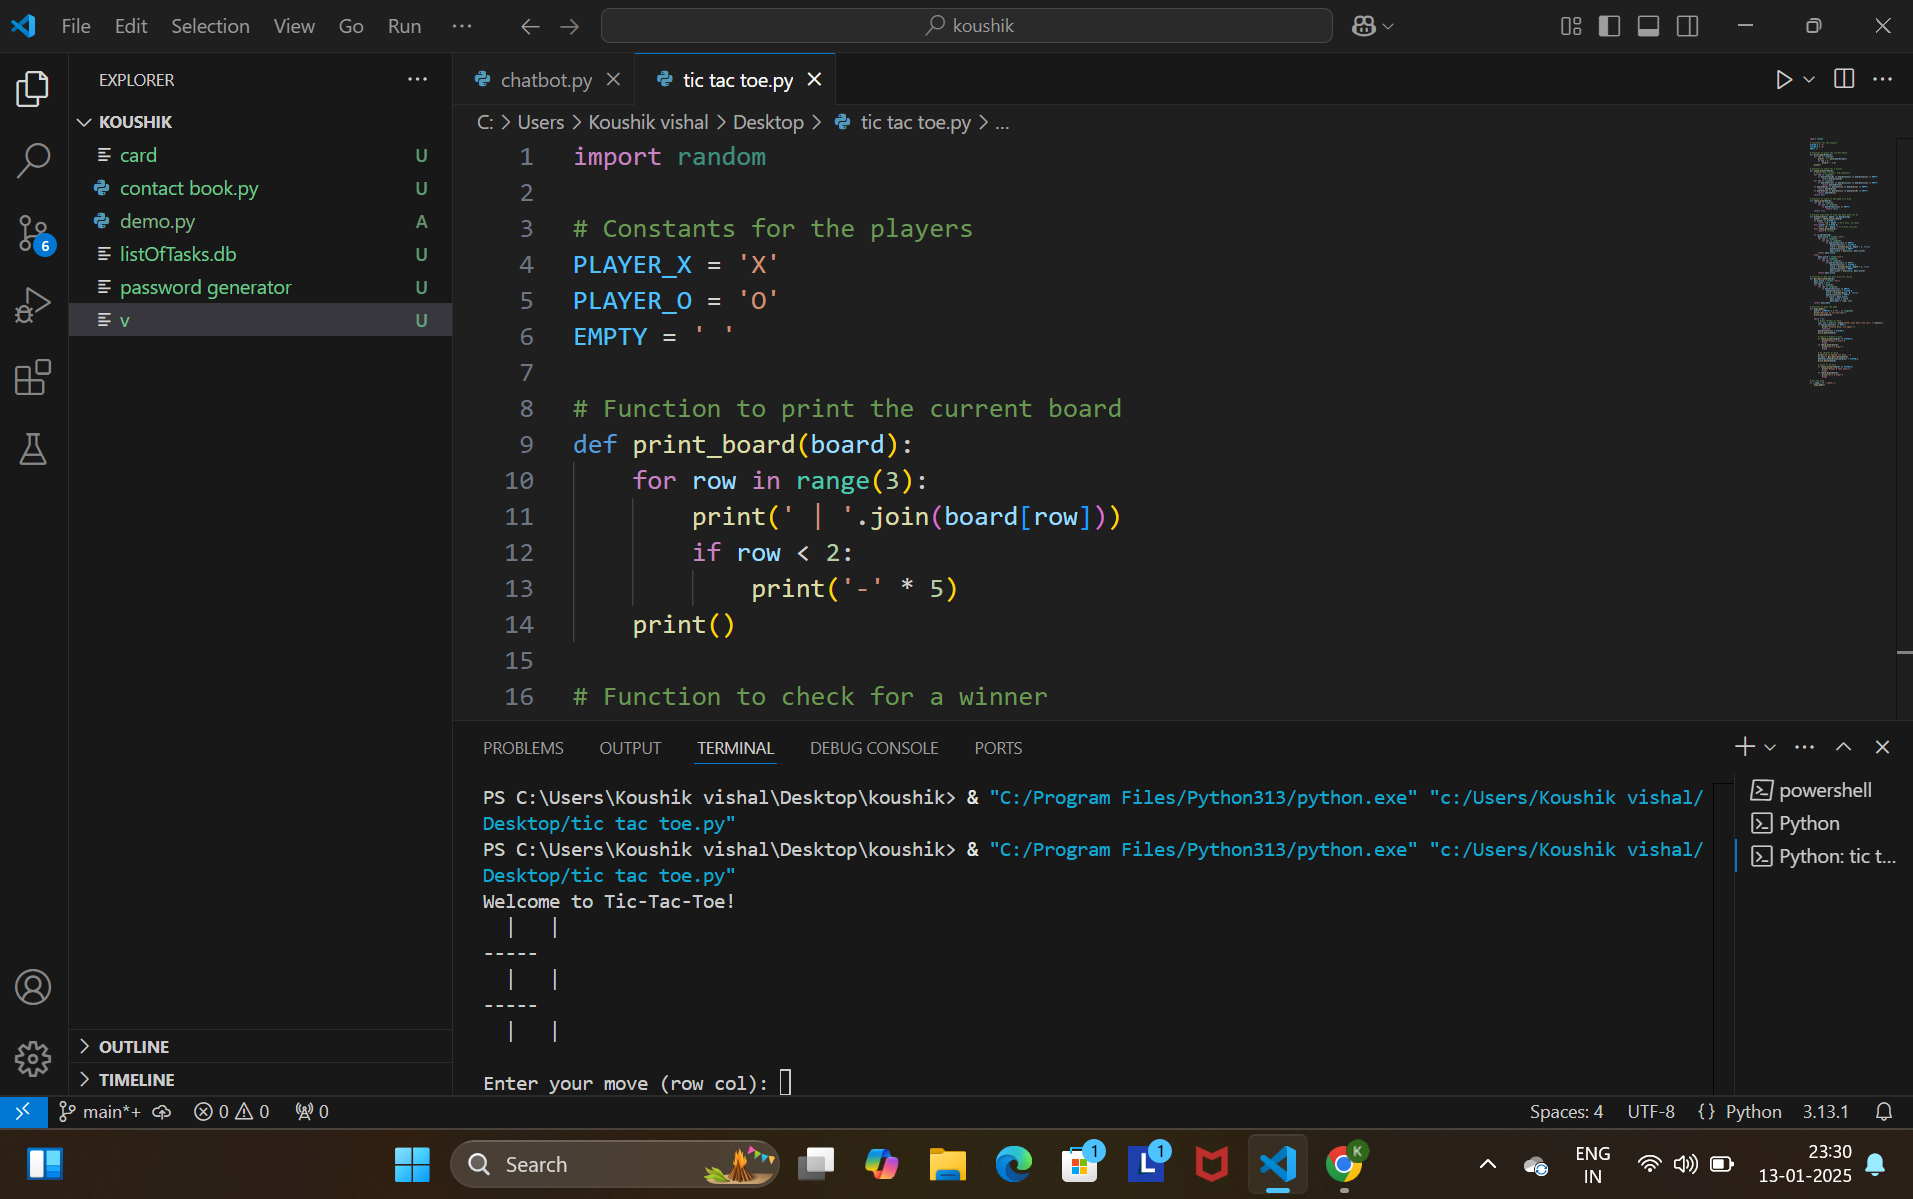 File Edit Selection View Go Run ··· koushik
EXPLORER ···
KOUSHIK
card U
contact book.py U
demo.py A
listOfTasks.db U
password generator U
v U
6
OUTLINE
TIMELINE
chatbot.py tic tac toe.py
C: > Users > Koushik vishal > Desktop > tic tac toe.py > ...
1 import random
2
3 # Constants for the players
4 PLAYER_X = 'X'
5 PLAYER_O = 'O'
6 EMPTY = ' '
7
8 # Function to print the current board
9 def print_board(board):
10 for row in range(3):
11 print(' | '.join(board[row]))
12 if row < 2:
13 print('-' * 5)
14 print()
15
16 # Function to check for a winner
PROBLEMS OUTPUT TERMINAL DEBUG CONSOLE PORTS
PS C:\Users\Koushik vishal\Desktop\koushik> & "C:/Program Files/Python313/python.exe" "c:/Users/Koushik vishal/
Desktop/tic tac toe.py"
PS C:\Users\Koushik vishal\Desktop\koushik> & "C:/Program Files/Python313/python.exe" "c:/Users/Koushik vishal/
Desktop/tic tac toe.py"
Welcome to Tic-Tac-Toe!
  |   |
-----
  |   |
-----
  |   |
Enter your move (row col):
powershell
Python
Python: tic t...
main*+ 0 0 0 Spaces: 4 UTF-8 {} Python 3.13.1
Search 1 L 1 K ENG
IN
23:30
13-01-2025